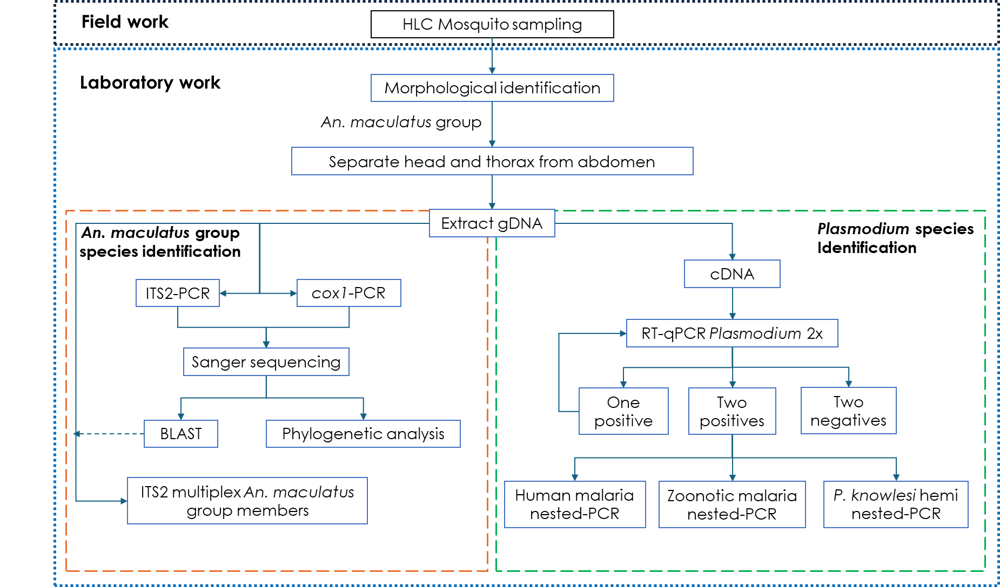 Field work
HLC Mosquito sampling
Laboratory work
Morphological identification
An. maculatus group
Separate head and thorax from abdomen
Extract gDNA
An. maculatus group
species identification
ITS2-PCR
cox1-PCR
Sanger sequencing
BLAST
Phylogenetic analysis
ITS2 multiplex An. maculatus
group members
Plasmodium species
Identification
cDNA
RT-qPCR Plasmodium 2x
One
positive
Two
positives
Two
negatives
Human malaria
nested-PCR
Zoonotic malaria
nested-PCR
P. knowlesi hemi
nested-PCR